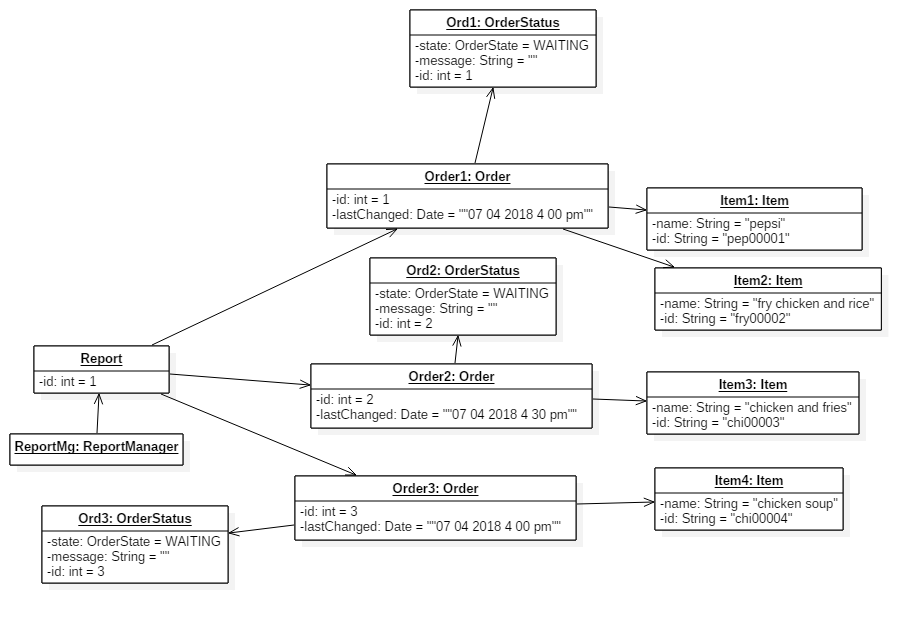 Ord1: OrderStatus
-state: OrderState = WAITING
-message: String = ""
-id: int = 1
Order1: Order
-id: int = 1
-lastChanged: Date = ""07 04 2018 4 00 pm""
Item1: Item
-name: String = "pepsi"
-id: String = "pep00001"
Ord2: OrderStatus
-state: OrderState = WAITING
-message: String = ""
-id: int = 2
Item2: Item
-name: String = "fry chicken and rice"
-id: String = "fry00002"
Report
-id: int = 1
Order2: Order
-id: int = 2
-lastChanged: Date = ""07 04 2018 4 30 pm""
Item3: Item
-name: String = "chicken and fries"
-id: String = "chi00003"
ReportMg: ReportManager
Order3: Order
-id: int = 3
-lastChanged: Date = ""07 04 2018 4 00 pm""
Item4: Item
-name: String = "chicken soup"
-id: String = "chi00004"
Ord3: OrderStatus
-state: OrderState = WAITING
-message: String = ""
-id: int = 3